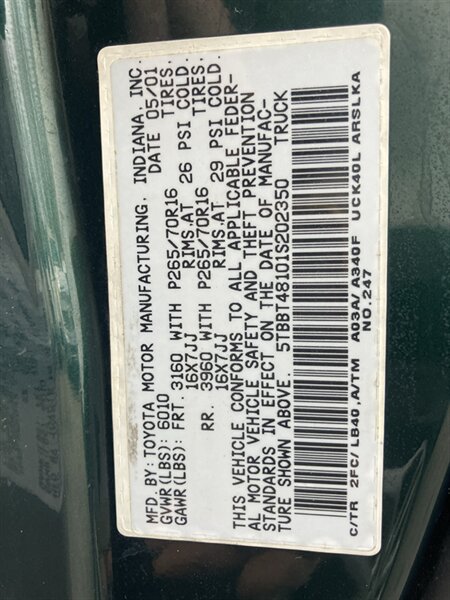 MFD. BY: TOYOTA MOTOR MANUFACTURING, INDIANA, INC.
DATE 05/01
GVWR(LBS): 6010
GAWR(LBS): FRT. 3160 WITH P265/70R16 TIRES,
16X7JJ RIMS,AT 26 PSI COLD.
RR. 3960 WITH P265/70R16 TIRES,
16X7JJ RIMS,AT 29 PSI COLD.
THIS VEHICLE CONFORMS TO ALL APPLICABLE FEDER-
AL MOTOR VEHICLE SAFETY AND THEFT PREVENTION
STANDARDS IN EFFECT ON THE DATE OF MANUFAC-
TURE SHOWN ABOVE. 5TBBT48101S202350 TRUCK
C/TR 2FC/ LB40 ,A/TM A03A/ A340F UCK40L ARSLKA
NO.247